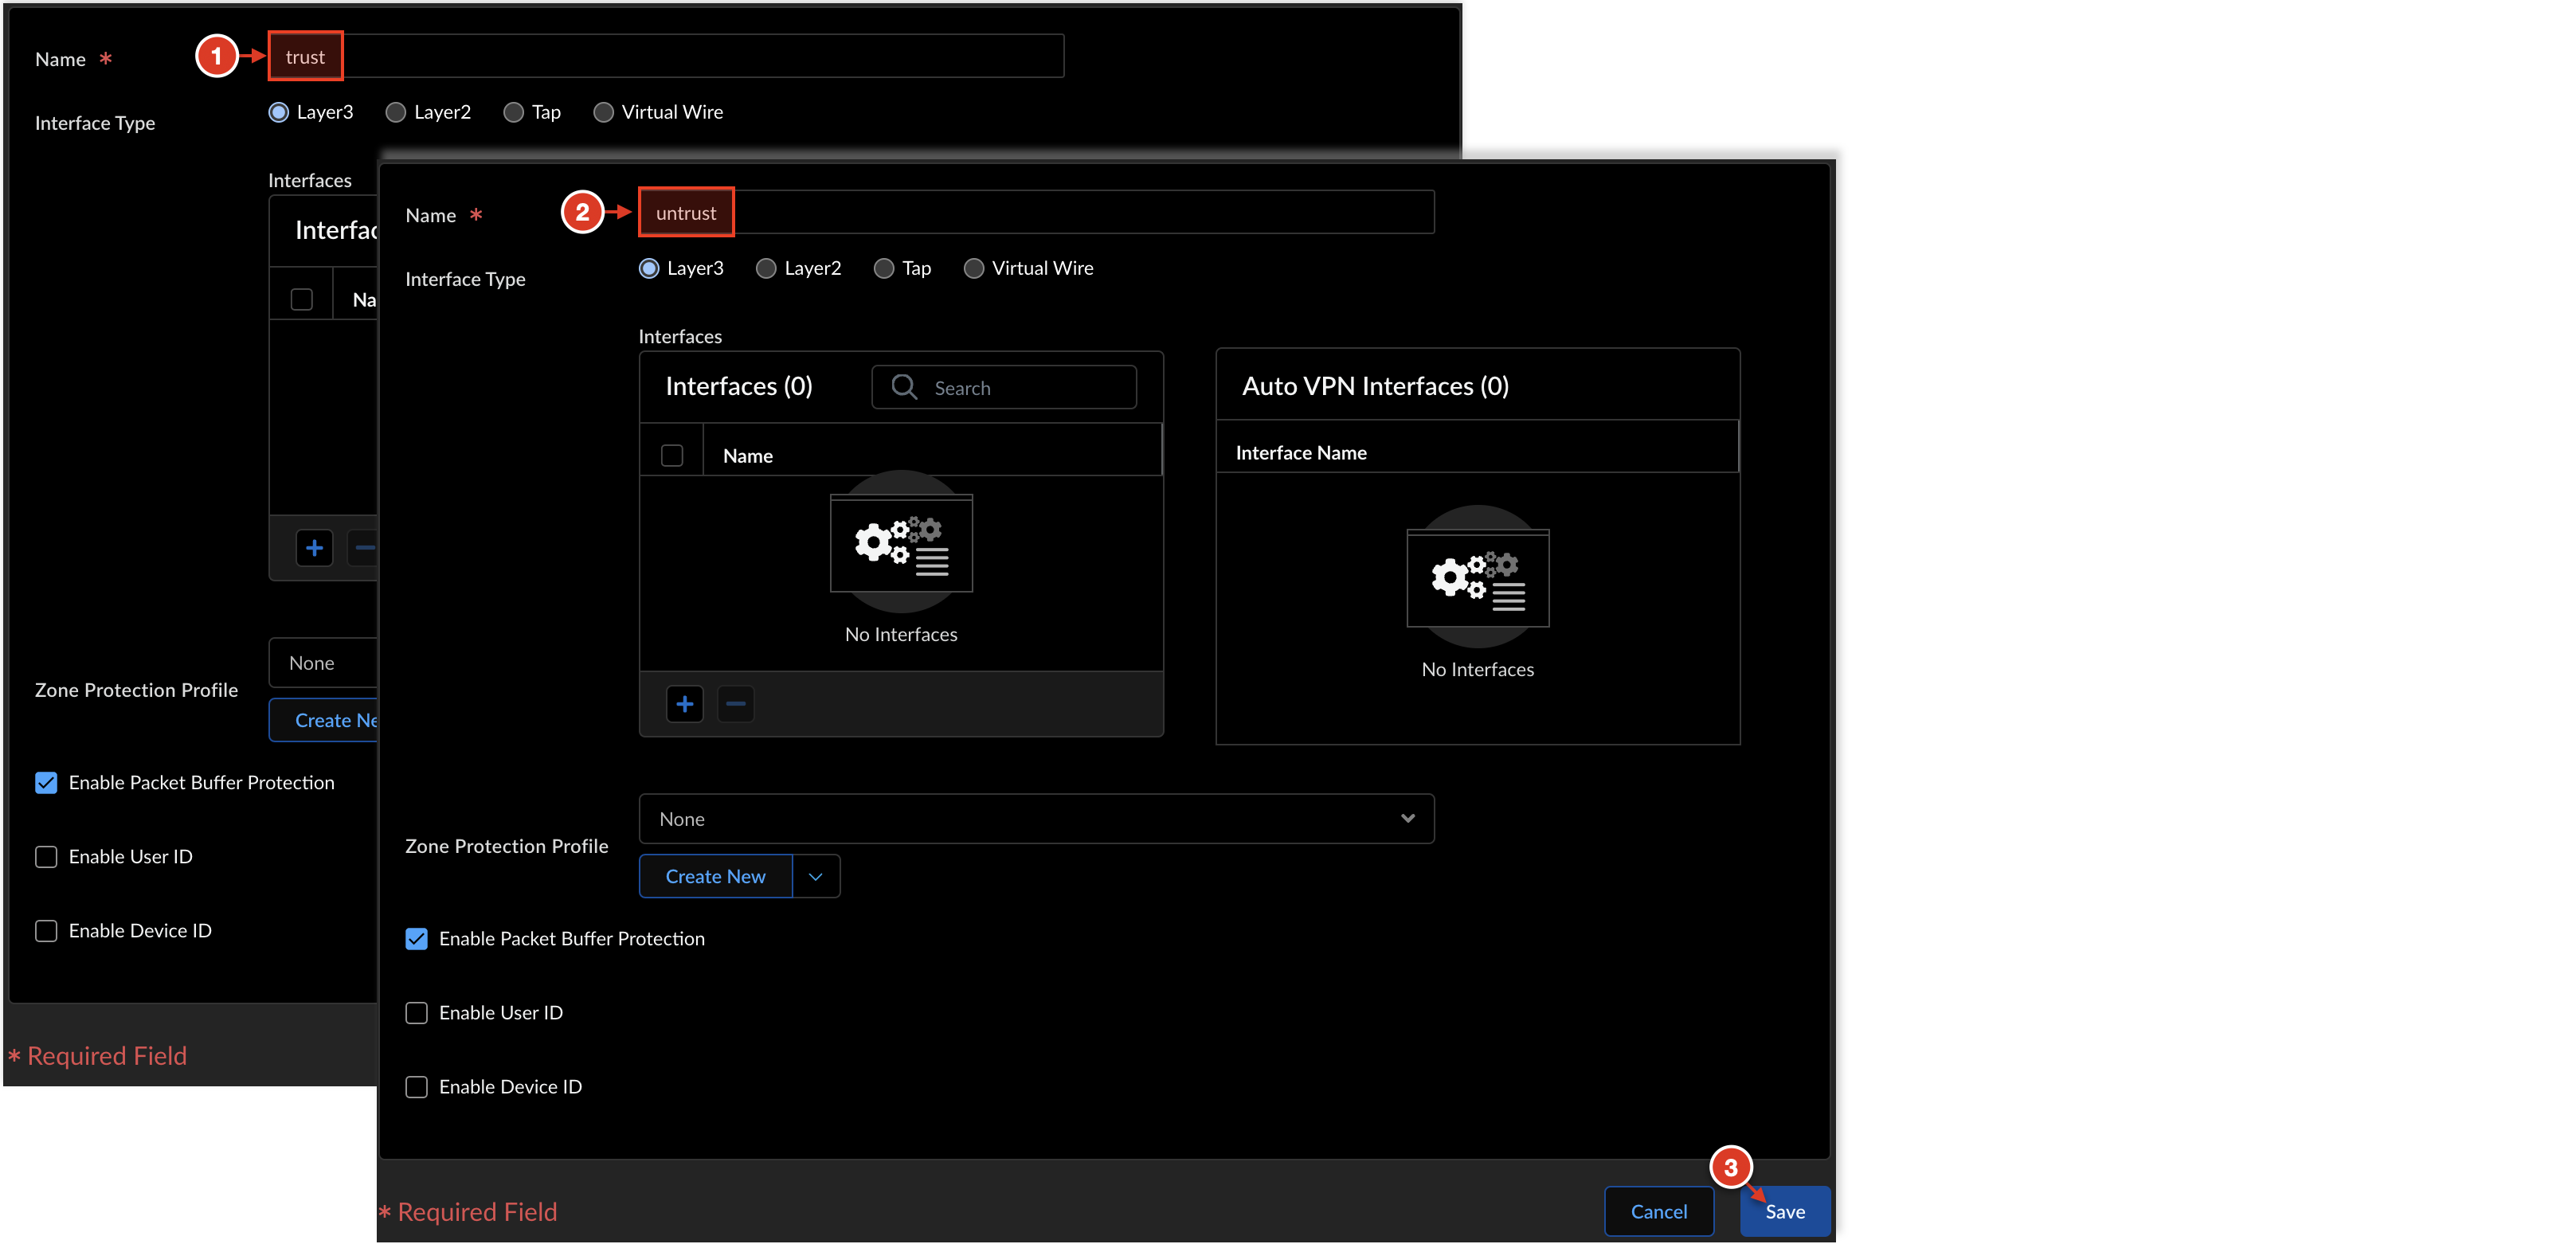 Name *
1
trust
Interface Type
Layer3 Layer2 Tap Virtual Wire
Interfaces
Interfac
Na
None
Zone Protection Profile
Create Ne
Enable Packet Buffer Protection
Enable User ID
Enable Device ID
* Required Field
Name *
2
untrust
Interface Type
Layer3 Layer2 Tap Virtual Wire
Interfaces
Interfaces (0) Search
Name
No Interfaces
Auto VPN Interfaces (0)
Interface Name
No Interfaces
None
Zone Protection Profile
Create New
Enable Packet Buffer Protection
Enable User ID
Enable Device ID
* Required Field
3
Cancel Save